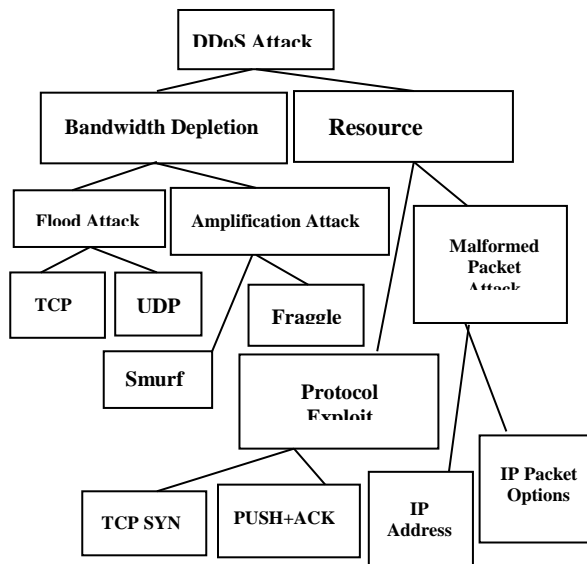 DDoS Attack
Bandwidth Depletion
Resource
Flood Attack
Amplification Attack
Malformed
Packet
Attack
TCP
UDP
Fraggle
Smurf
Protocol
Exploit
TCP SYN
PUSH+ACK
IP
Address
IP Packet
Options